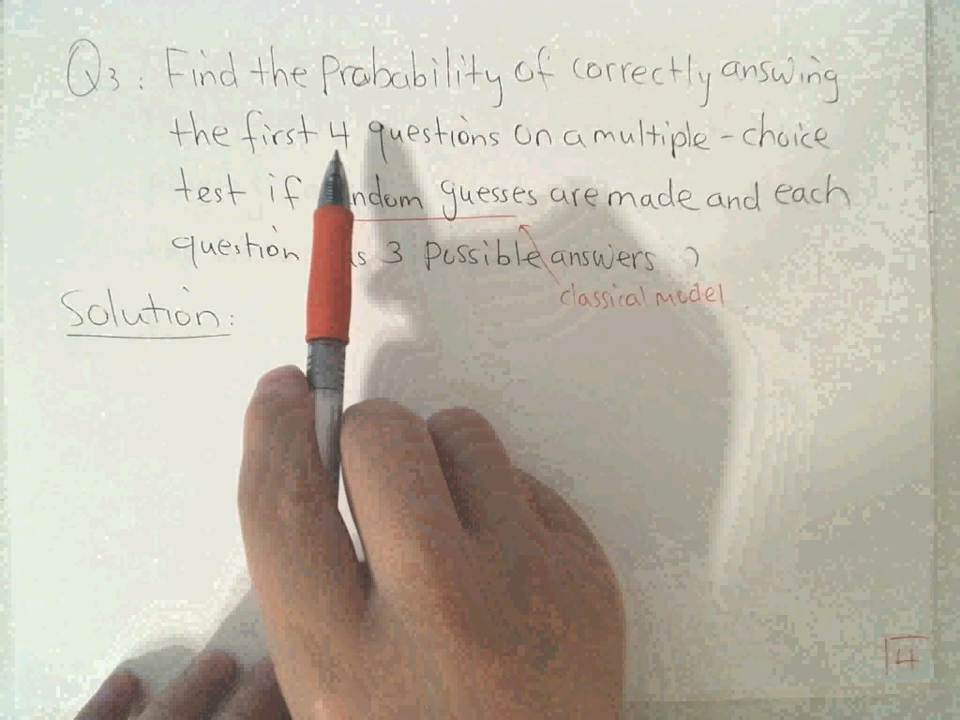 Q3: Find the Probability of correctly answing
the first 4 questions on a multiple-choice
test if ndom guesses are made and each
question s 3 possible answers ?
classical model
Solution:
4